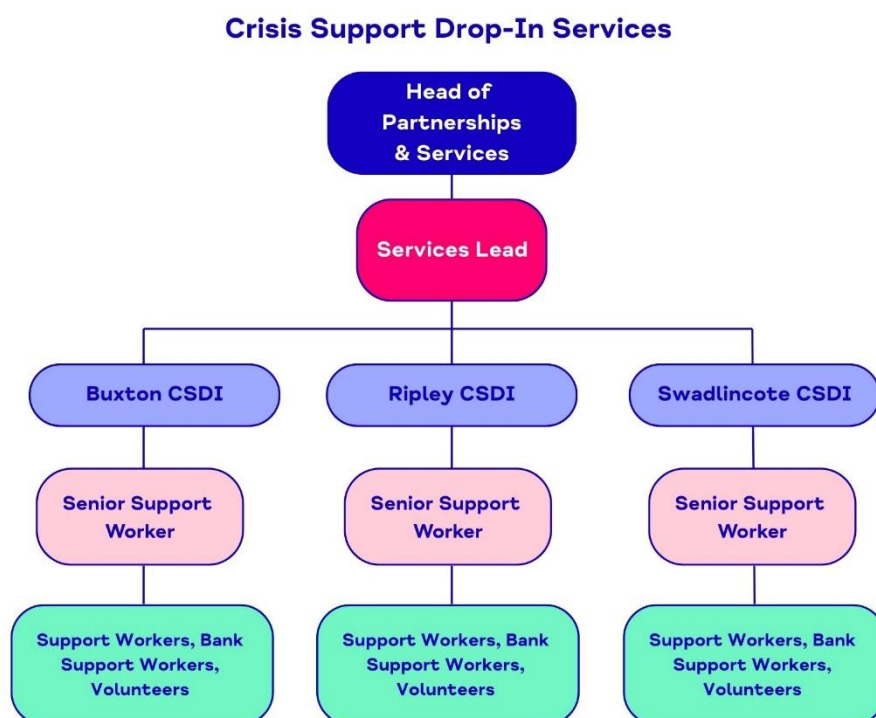 Crisis Support Drop-In Services
Head of
Partnerships
& Services
Services Lead
Buxton CSDI
Ripley CSDI
Swadlincote CSDI
Senior Support
Worker
Senior Support
Worker
Senior Support
Worker
Support Workers, Bank
Support Workers,
Volunteers
Support Workers, Bank
Support Workers,
Volunteers
Support Workers, Bank
Support Workers,
Volunteers